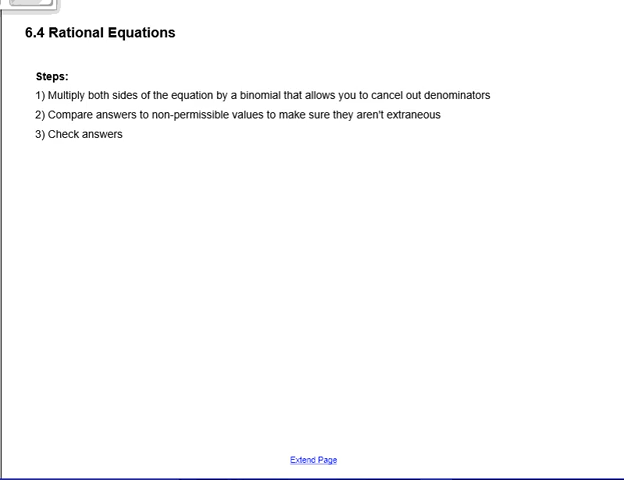 6.4 Rational Equations
Steps:
1) Multiply both sides of the equation by a binomial that allows you to cancel out denominators
2) Compare answers to non-permissible values to make sure they aren't extraneous
3) Check answers
Extend Page